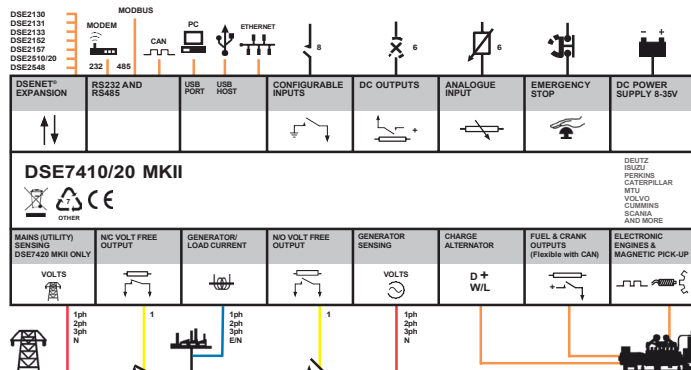 DSE2130
DSE2131
DSE2133
DSE2152
DSE2157
DSE2510/20
DSE2548
MODEM
232
485
MODBUS
CAN
PC
ETHERNET
8
6
6
- +
DSENET® EXPANSION
RS232 AND RS485
USB PORT
USB HOST
CONFIGURABLE INPUTS
DC OUTPUTS
ANALOGUE INPUT
EMERGENCY STOP
DC POWER SUPPLY 8-35V
+
DSE7410/20 MKII
7
OTHER
CE
DEUTZ
ISUZU
PERKINS
CATERPILLAR
MTU
VOLVO
CUMMINS
SCANIA
AND MORE
MAINS (UTILITY) SENSING DSE7420 MKII ONLY
N/C VOLT FREE OUTPUT
GENERATOR/ LOAD CURRENT
N/O VOLT FREE OUTPUT
GENERATOR SENSING
CHARGE ALTERNATOR
FUEL & CRANK OUTPUTS (Flexible with CAN)
ELECTRONIC ENGINES & MAGNETIC PICK-UP
VOLTS
VOLTS
D+
W/L
+
1ph
2ph
3ph
N
1
1ph
2ph
3ph
E/N
1
1ph
2ph
3ph
N